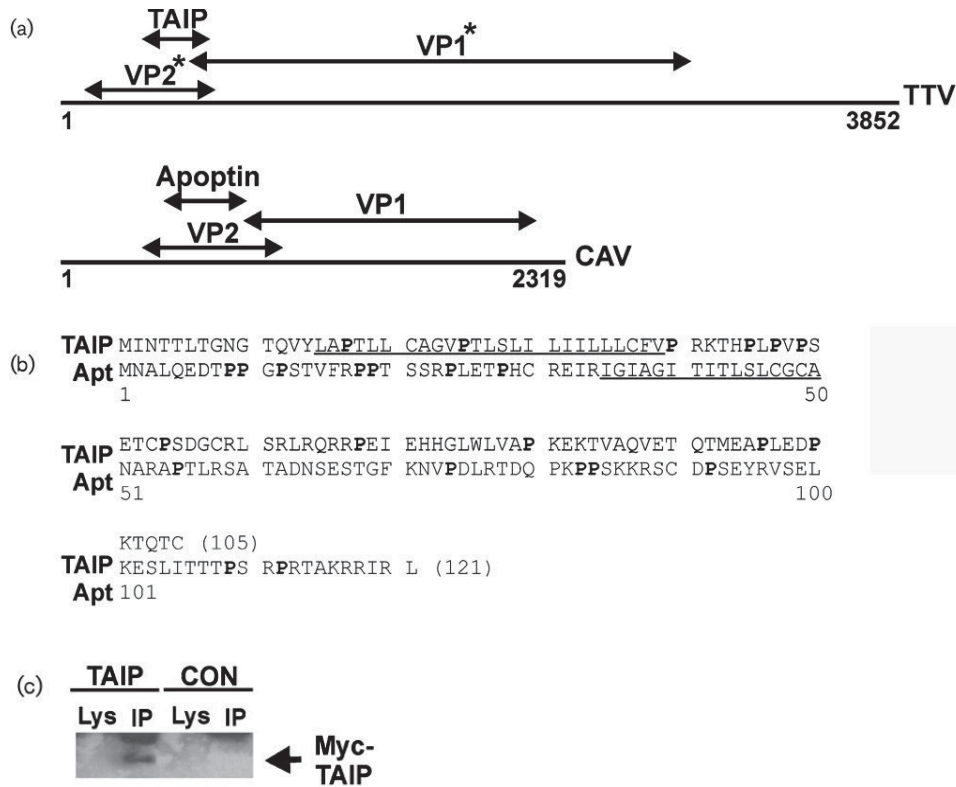 (a)
TAIP
VP1*
VP2*
TTV
1 3852
Apoptin
VP1
VP2
CAV
1 2319
(b)
TAIP MINTTLTGNG TQVYLAPTLL CAGVPTLSLI LIILLLCFVP RKTHPLPVPS
Apt MNALQEDTPP GPSTVFRPPT SSRPLETPHC REIRIGIAGI TITLSLCGCA
1 50
TAIP ETCPSDGCRL SRLRQRRPEI EHHGLWLVAP KEKTVAQVET QTMEAPLEDP
Apt NARAPTLRSA TADNSESTGF KNVPDLRTDQ PKPPSKKRSC DPSEYRVSEL
51 100
KTQTC (105)
TAIP KESLITTTPS RPRTAKRRIR L (121)
Apt 101
(c)
TAIP CON
Lys IP Lys IP
Myc-
TAIP